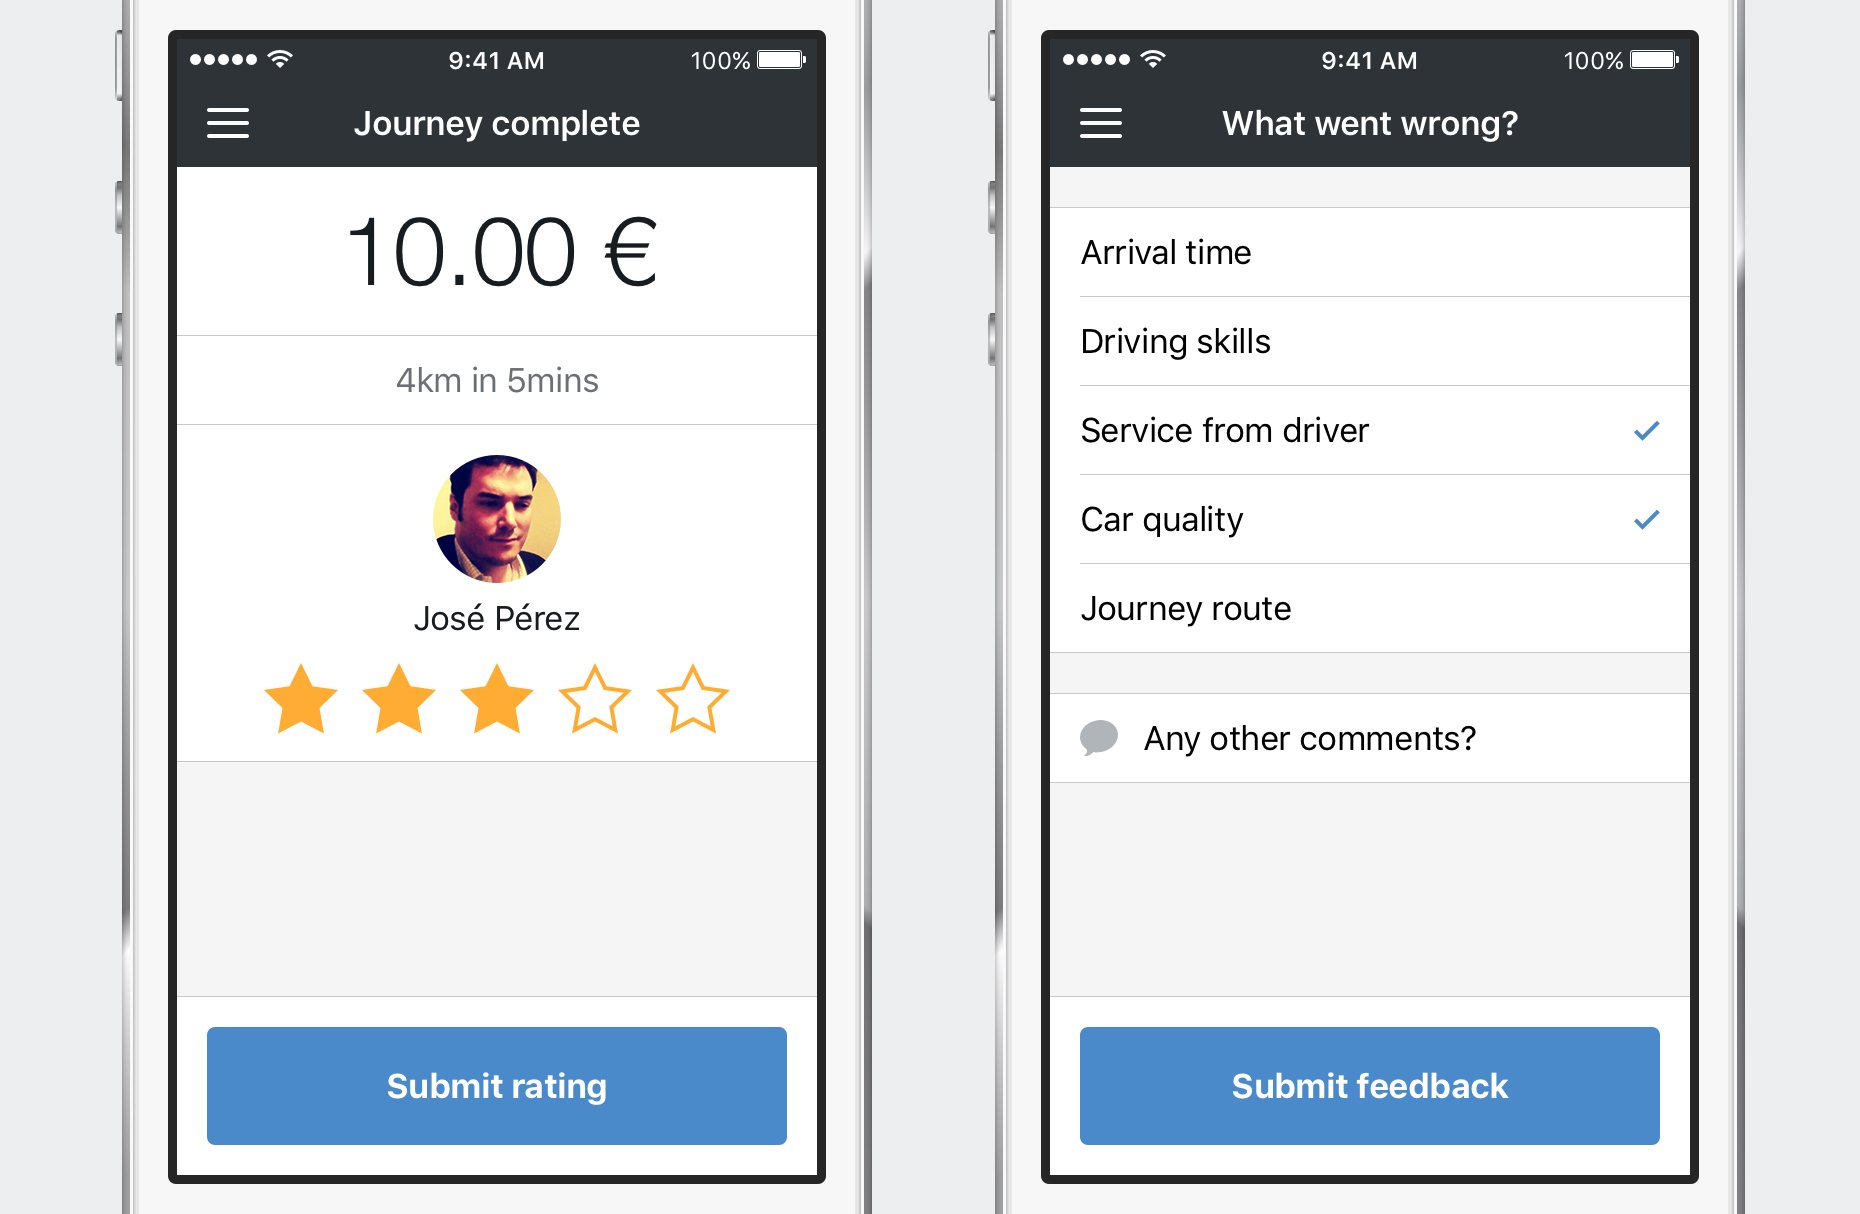 9:41 AM
100%
Journey complete
10.00 €
4km in 5mins
José Pérez
Submit rating
9:41 AM
100%
What went wrong?
Arrival time
Driving skills
Service from driver
Car quality
Journey route
Any other comments?
Submit feedback